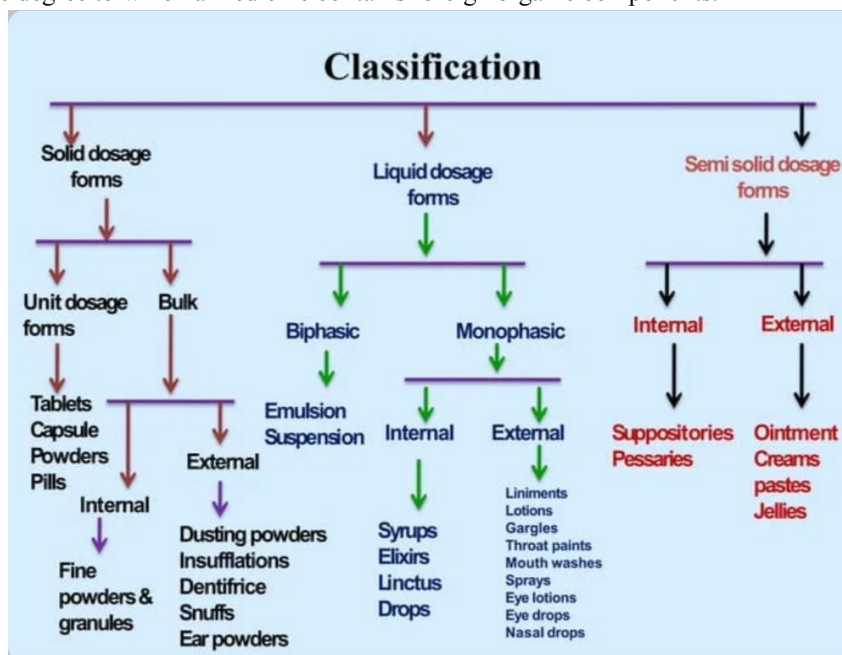 Classification
Solid dosage
forms
Liquid dosage
forms
Semi solid dosage
forms
Unit dosage
forms
Bulk
Biphasic
Monophasic
Internal
External
Tablets
Capsule
Powders
Pills
Internal
External
Emulsion
Suspension
Internal
External
Suppositories
Pessaries
Ointment
Creams
pastes
Jellies
Fine
powders &
granules
Dusting powders
Insufflations
Dentifrice
Snuffs
Ear powders
Syrups
Elixirs
Linctus
Drops
Liniments
Lotions
Gargles
Throat paints
Mouth washes
Sprays
Eye lotions
Eye drops
Nasal drops